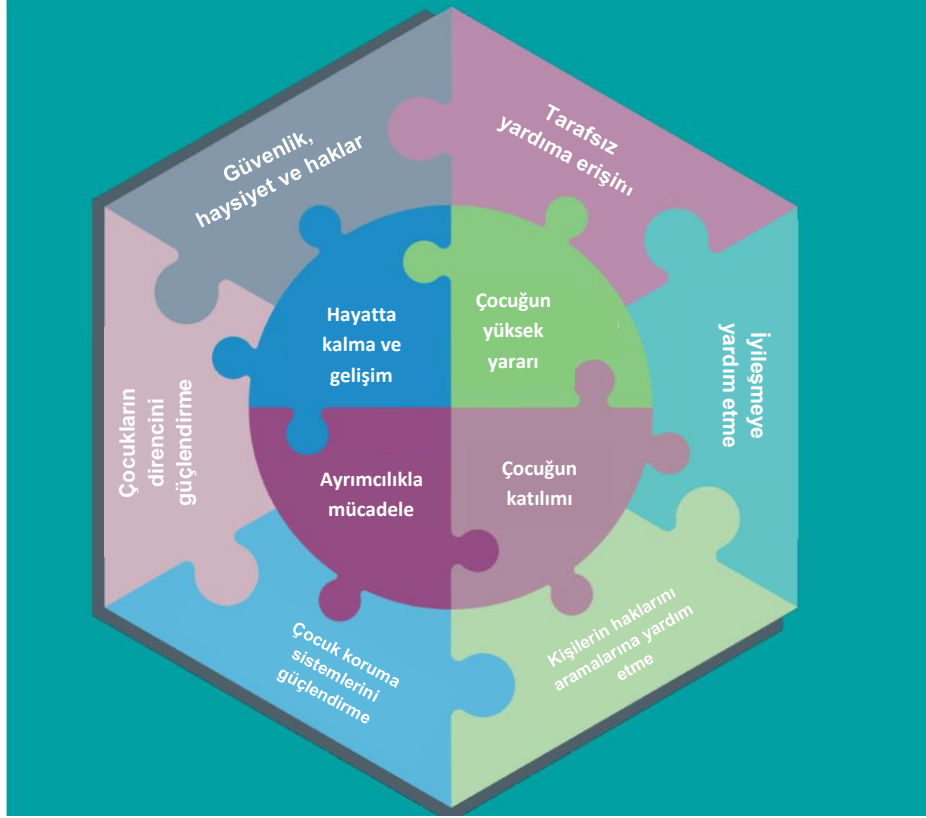 Güvenlik,
haysiyet ve haklar
Tarafsız
yardıma erişim
İyileşmeye
yardım etme
Kişilerin haklarını
aramalarına yardım
etme
Çocuk koruma
sistemlerini
güçlendirme
Çocukların
direncini
güçlendirme
Hayatta
kalma ve
gelişim
Çocuğun
yüksek
yararı
Ayrımcılıkla
mücadele
Çocuğun
katılımı